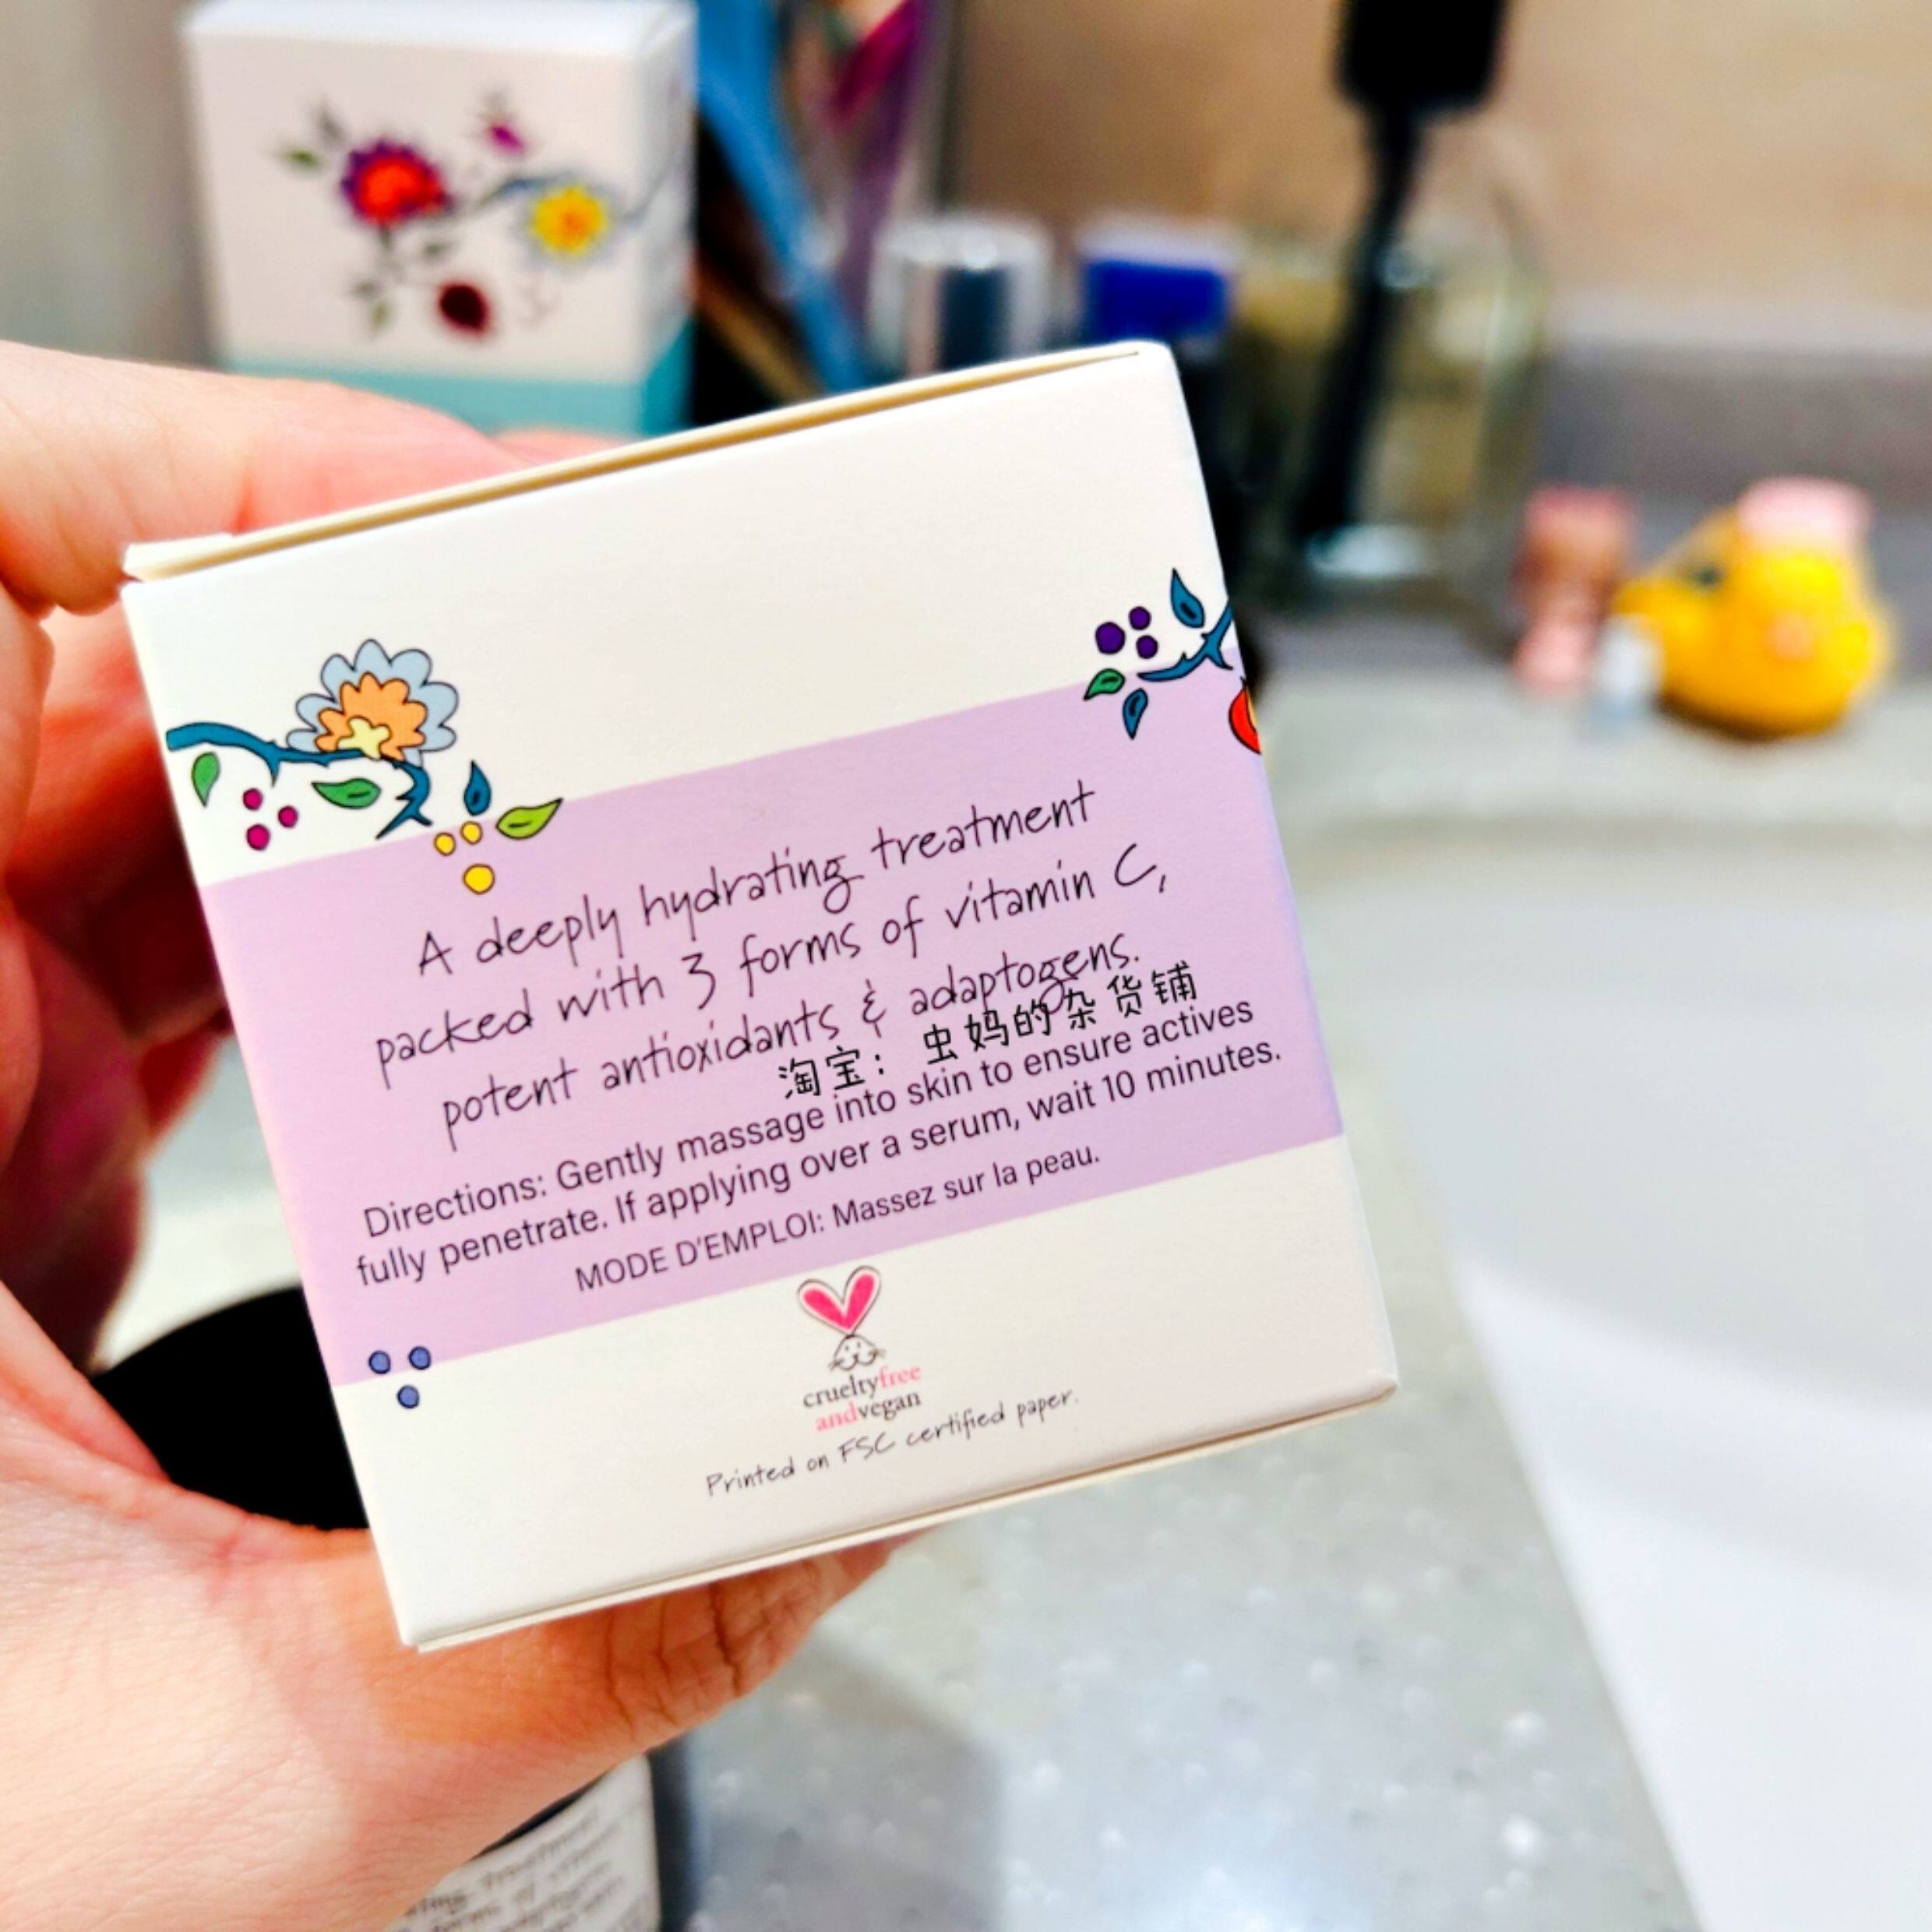 A deeply hydrating treatment
packed with 3 forms of vitamin C,
potent antioxidants & adaptogens.
淘宝: 虫妈的杂货铺
Directions: Gently massage into skin to ensure actives
fully penetrate. If applying over a serum, wait 10 minutes.
MODE D'EMPLOI: Massez sur la peau.
crueltyfree
andvegan
Printed on FSC certified paper.